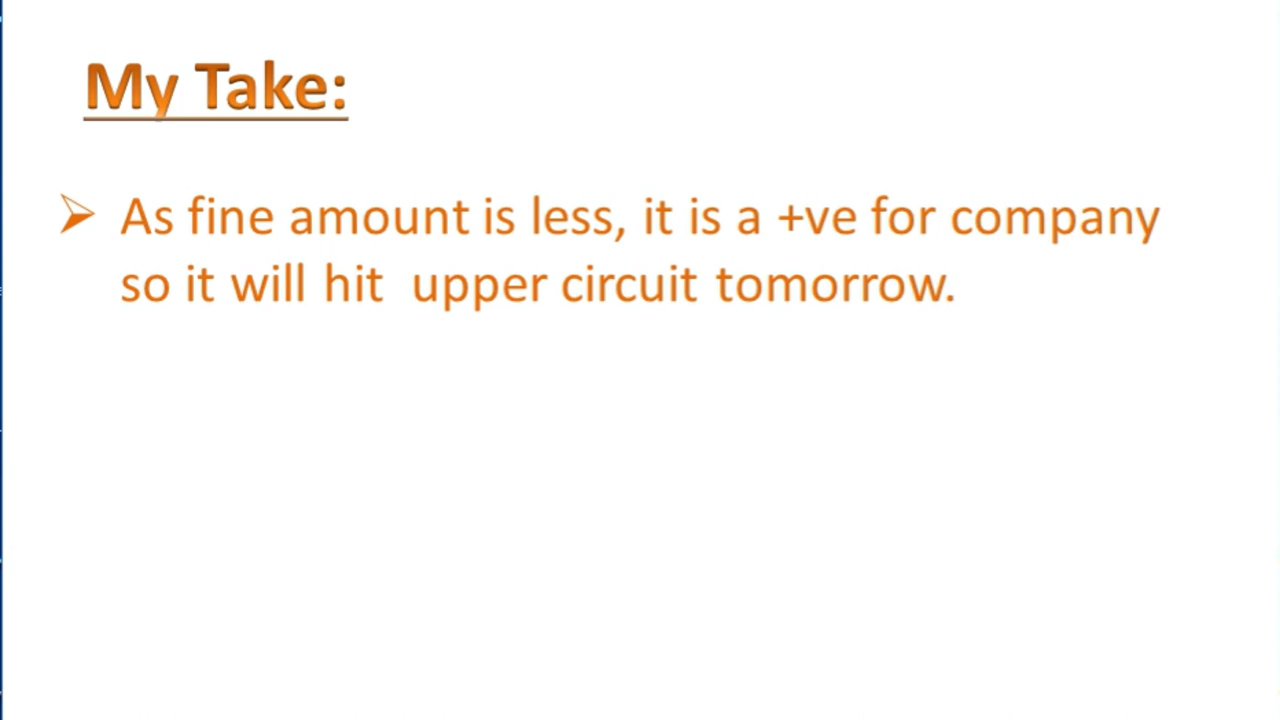 My Take:
➢ As fine amount is less, it is a +ve for company
so it will hit  upper circuit tomorrow.